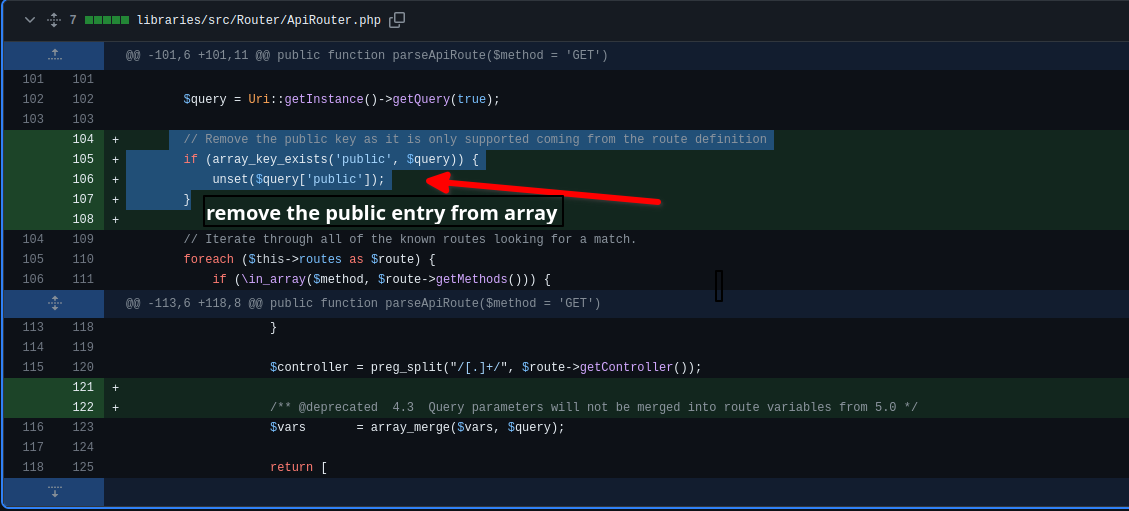 7 libraries/src/Router/ApiRouter.php
@@ -101,6 +101,11 @@ public function parseApiRoute($method = 'GET')
101 101
102 102 $query = Uri::getInstance()->getQuery(true);
103 103
104 + // Remove the public key as it is only supported coming from the route definition
105 + if (array_key_exists('public', $query)) {
106 + unset($query['public']);
107 + }
remove the public entry from array
108 +
104 109 // Iterate through all of the known routes looking for a match.
105 110 foreach ($this->routes as $route) {
106 111 if (\in_array($method, $route->getMethods())) {
@@ -113,6 +118,8 @@ public function parseApiRoute($method = 'GET')
113 118 }
114 119
115 120 $controller = preg_split("/[.]+/", $route->getController());
121 +
122 + /** @deprecated  4.3  Query parameters will not be merged into route variables from 5.0 */
116 123 $vars       = array_merge($vars, $query);
117 124
118 125 return [